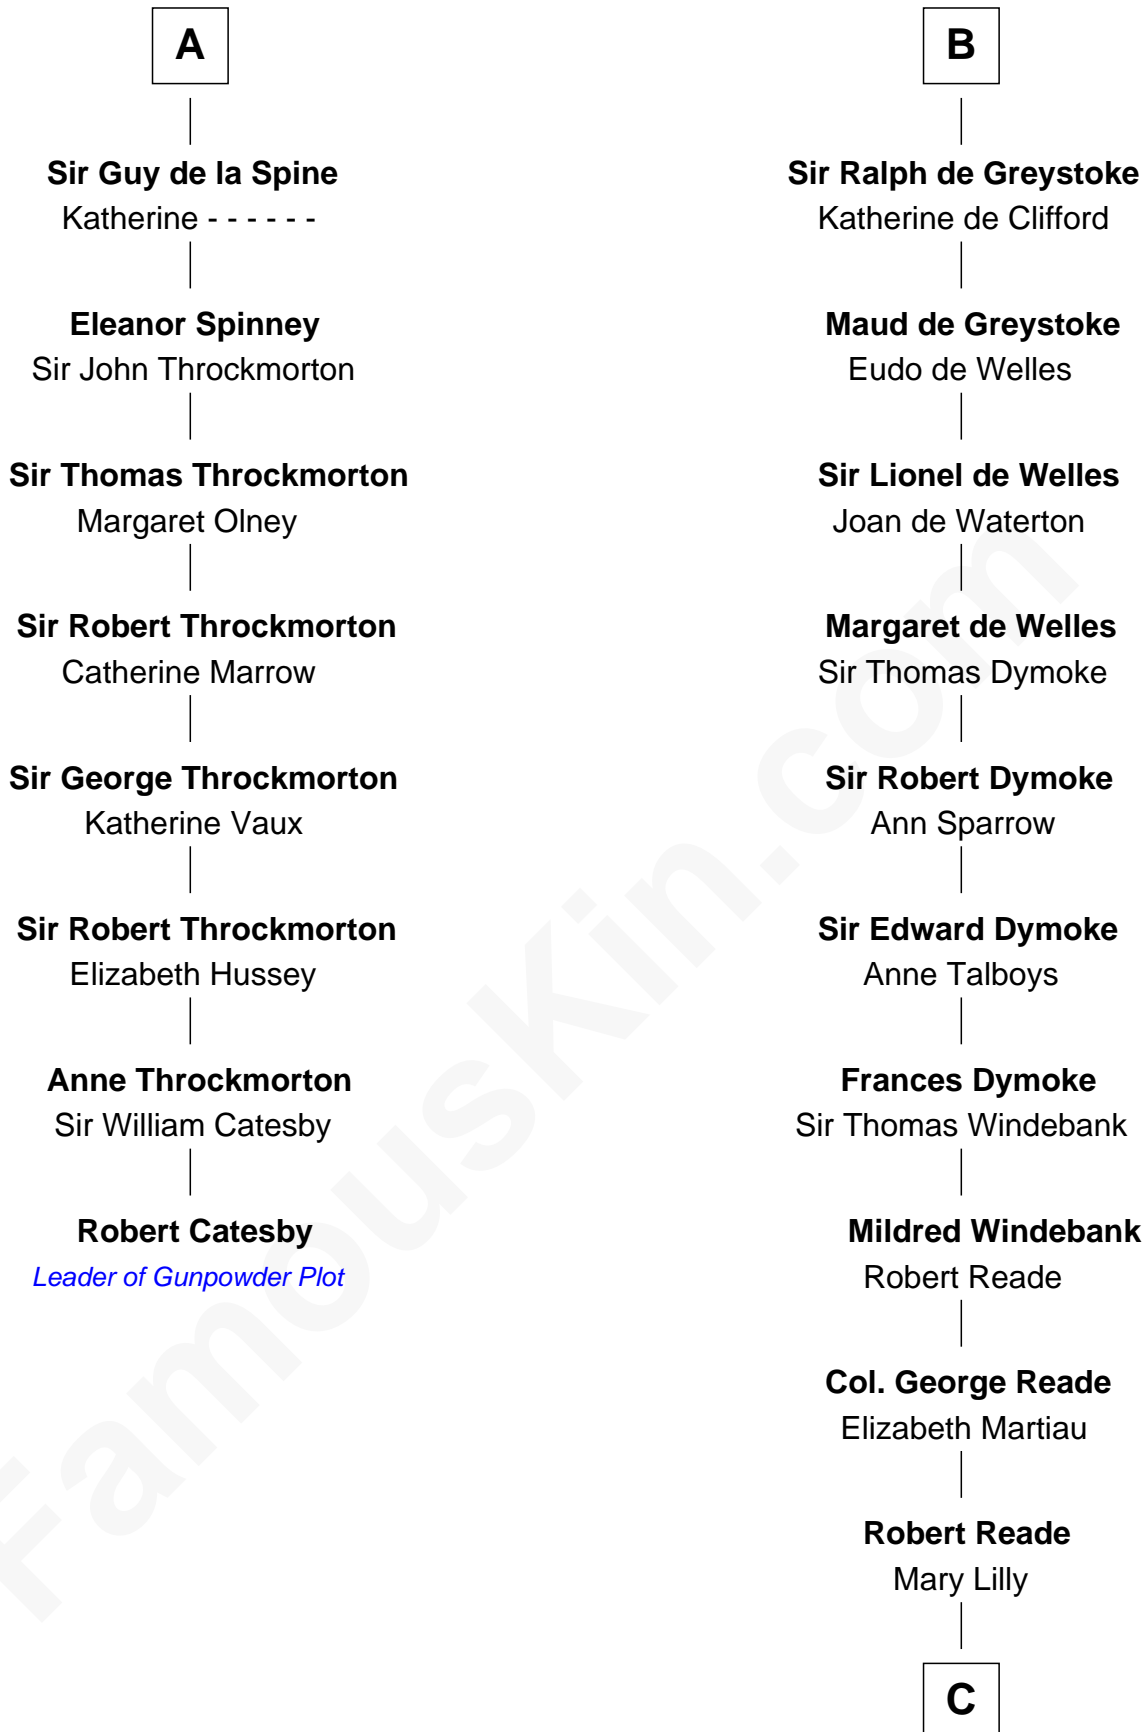 A
Sir Guy de la Spine
Katherine - - - - - -
Eleanor Spinney
Sir John Throckmorton
Sir Thomas Throckmorton
Margaret Olney
Sir Robert Throckmorton
Catherine Marrow
Sir George Throckmorton
Katherine Vaux
Sir Robert Throckmorton
Elizabeth Hussey
Anne Throckmorton
Sir William Catesby
Robert Catesby
Leader of Gunpowder Plot
B
Sir Ralph de Greystoke
Katherine de Clifford
Maud de Greystoke
Eudo de Welles
Sir Lionel de Welles
Joan de Waterton
Margaret de Welles
Sir Thomas Dymoke
Sir Robert Dymoke
Ann Sparrow
Sir Edward Dymoke
Anne Talboys
Frances Dymoke
Sir Thomas Windebank
Mildred Windebank
Robert Reade
Col. George Reade
Elizabeth Martiau
Robert Reade
Mary Lilly
C
FamousKin.com